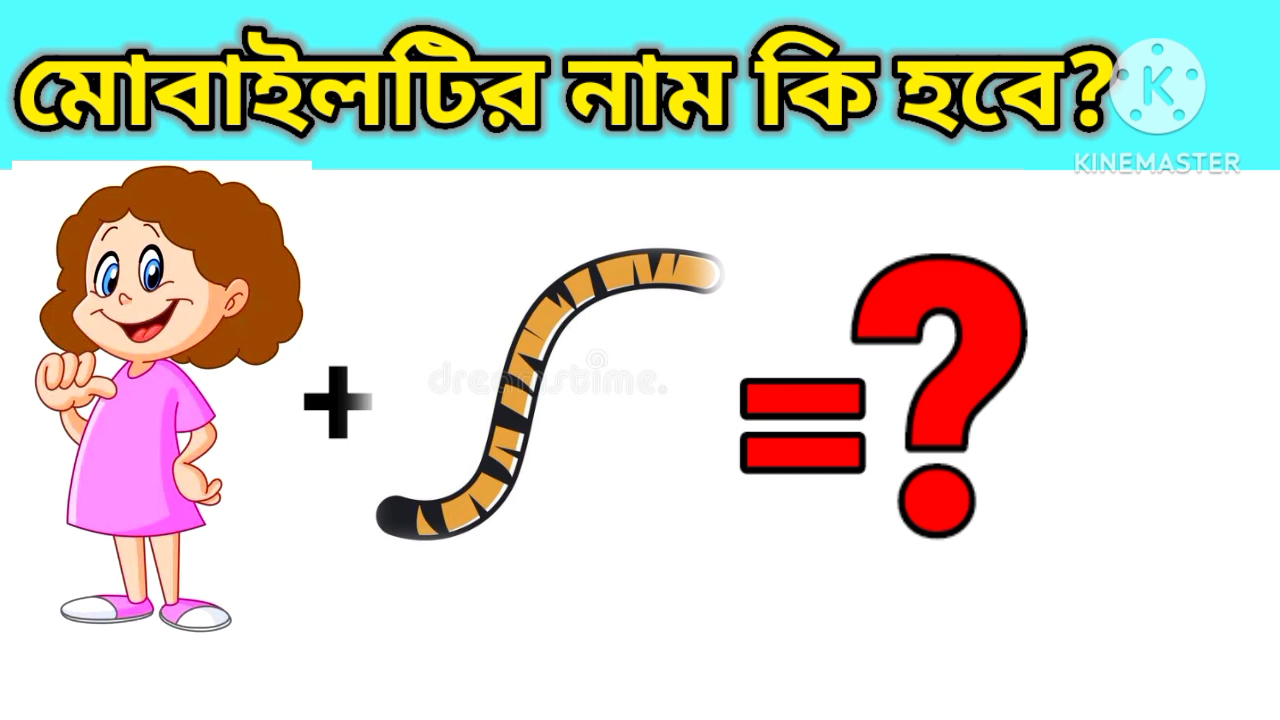 মোবাইলটির নাম কি হবে?
K
KINEMASTER
+
dreamstime.
=?